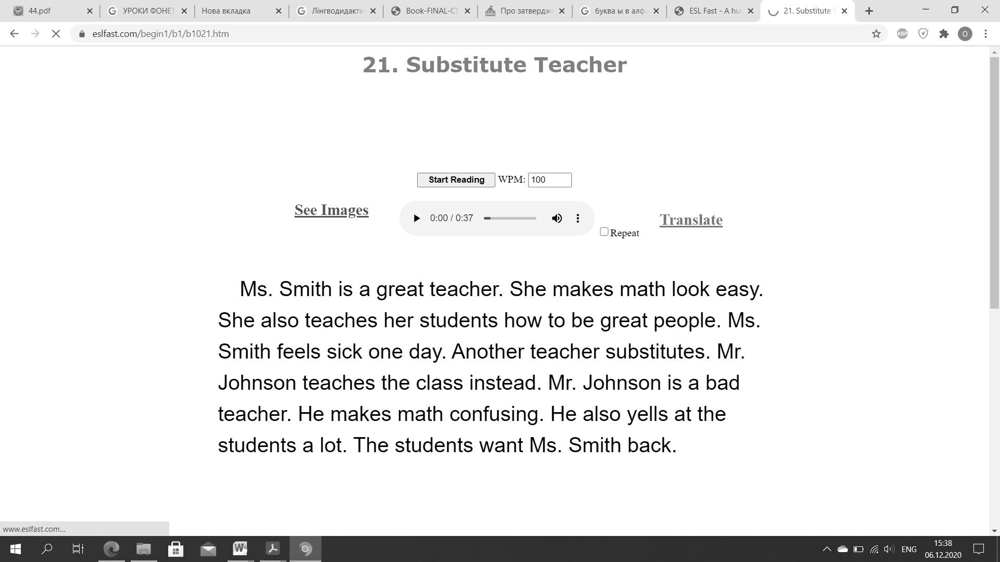 44.pdf
УРОКИ ФОНЕТ
Нова вкладка
Лінгводидакти
Book-FINAL-CS
Про затвердже
буква ы в алфа
ESL Fast - A hug
21. Substitute T
eslfast.com/begin1/b1/b1021.htm
ABP
O
21. Substitute Teacher
Start Reading WPM: 100
See Images
0:00 / 0:37
Repeat
Translate
Ms. Smith is a great teacher. She makes math look easy.
She also teaches her students how to be great people. Ms.
Smith feels sick one day. Another teacher substitutes. Mr.
Johnson teaches the class instead. Mr. Johnson is a bad
teacher. He makes math confusing. He also yells at the
students a lot. The students want Ms. Smith back.
www.eslfast.com...
W
ENG
15:38
06.12.2020